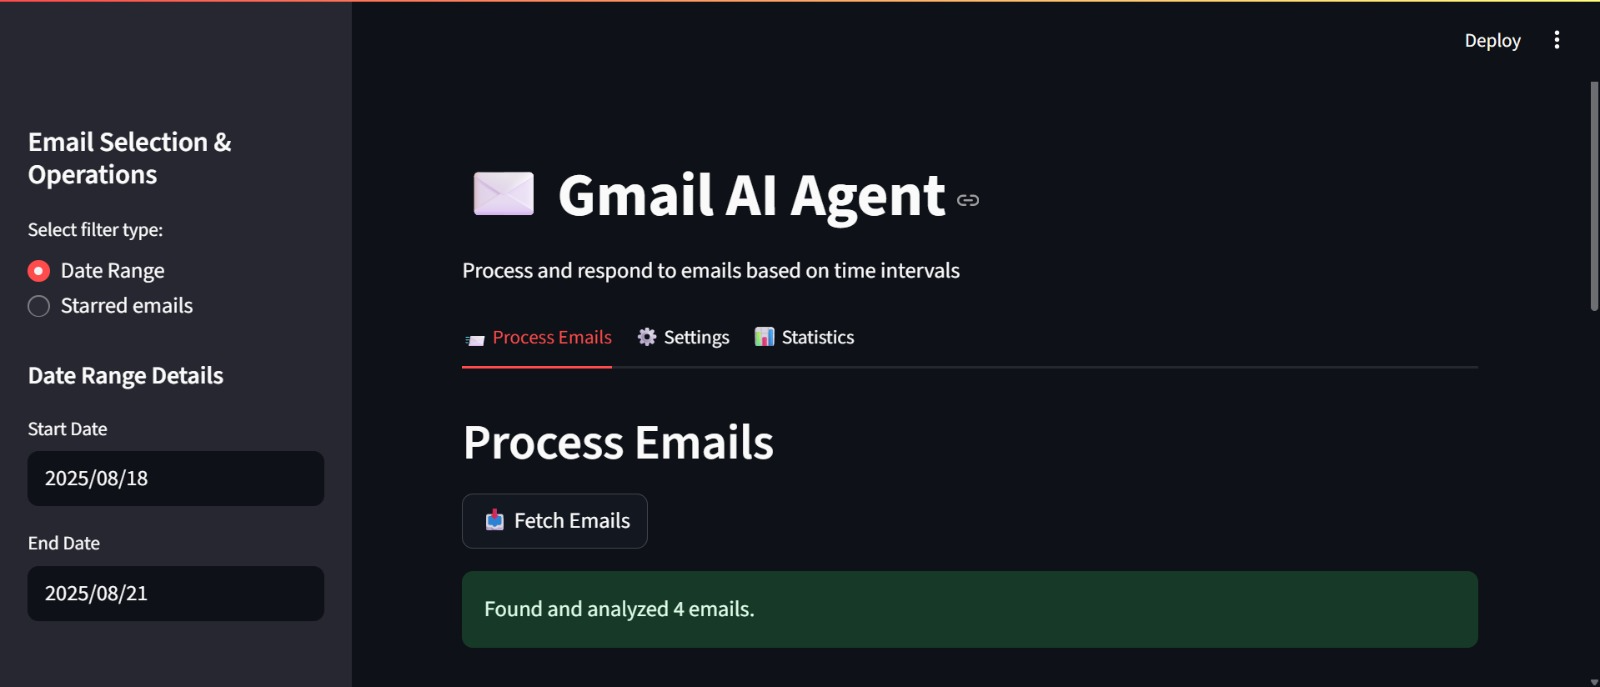 Deploy
Email Selection &
Operations
Select filter type:
Date Range
Starred emails
Date Range Details
Start Date
2025/08/18
End Date
2025/08/21
Gmail AI Agent
Process and respond to emails based on time intervals
Process Emails Settings Statistics
Process Emails
Fetch Emails
Found and analyzed 4 emails.